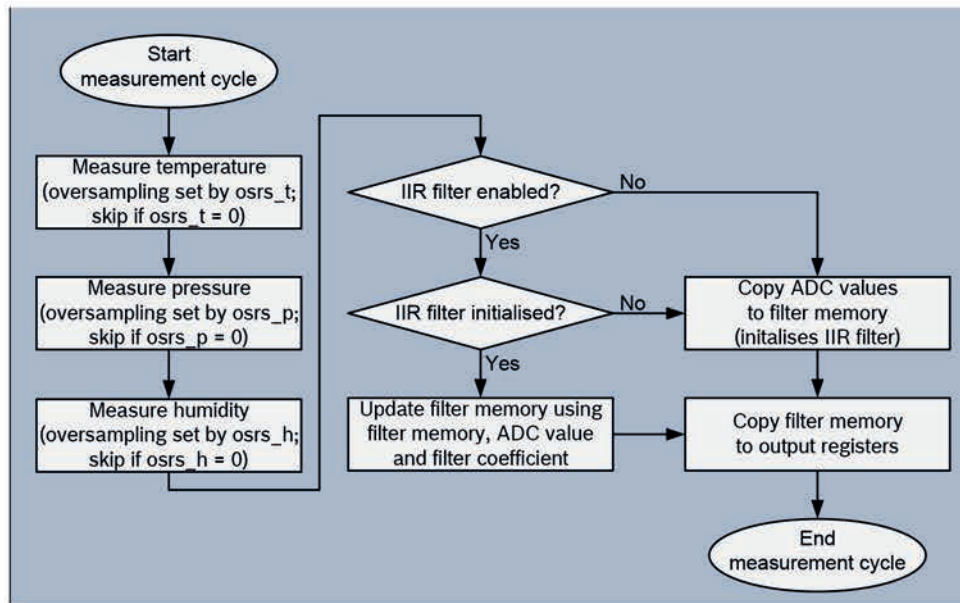 Start
measurement cycle
Measure temperature
(oversampling set by osrs_t;
skip if osrs_t = 0)
Measure pressure
(oversampling set by osrs_p;
skip if osrs_p = 0)
Measure humidity
(oversampling set by osrs_h;
skip if osrs_h = 0)
IIR filter enabled?
No
Yes
IIR filter initialised?
No
Yes
Update filter memory using
filter memory, ADC value
and filter coefficient
Copy ADC values
to filter memory
(initalises IIR filter)
Copy filter memory
to output registers
End
measurement cycle